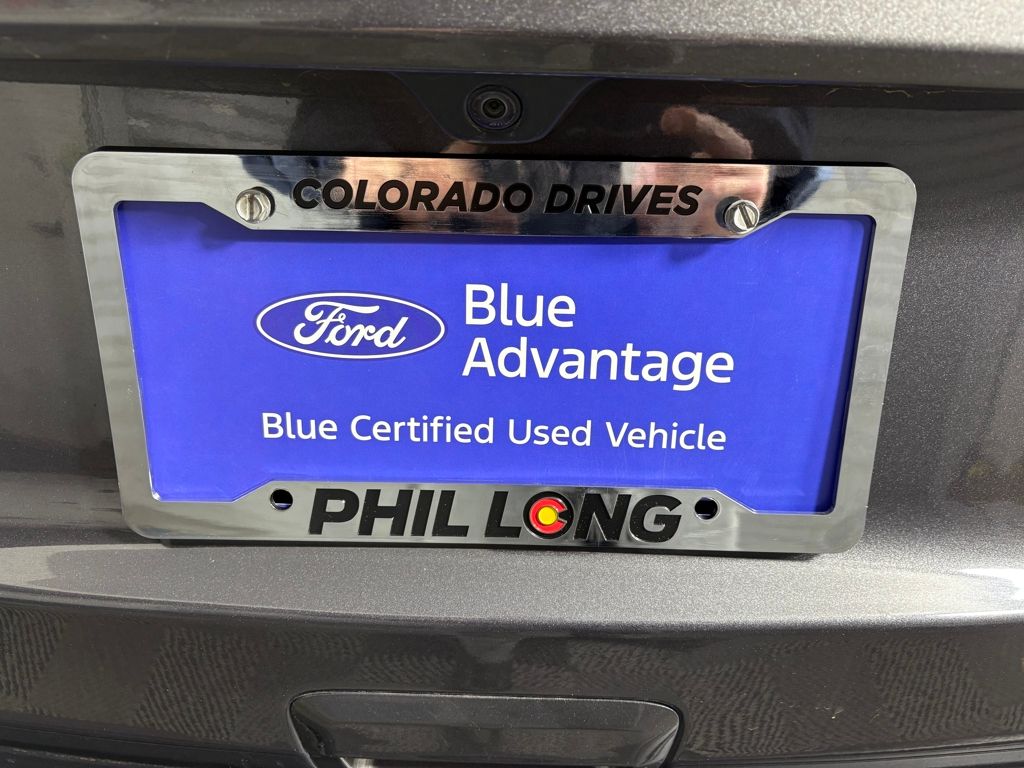 COLORADO DRIVES
Ford
Blue
Advantage
Blue Certified Used Vehicle
PHIL LONG